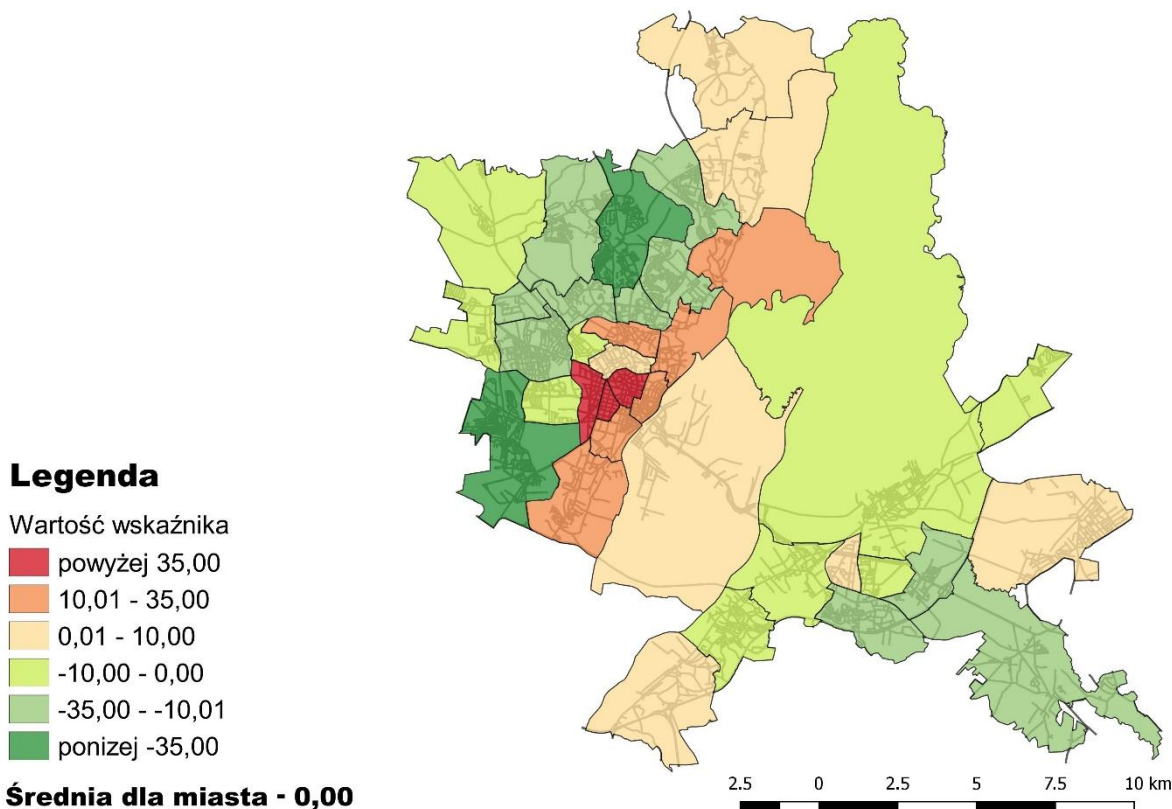 Legenda
Wartość wskaźnika
powyżej 35,00
10,01 - 35,00
0,01 - 10,00
-10,00 - 0,00
-35,00 - -10,01
ponizej -35,00
Średnia dla miasta - 0,00
2.5 0 2.5 5 7.5 10 km